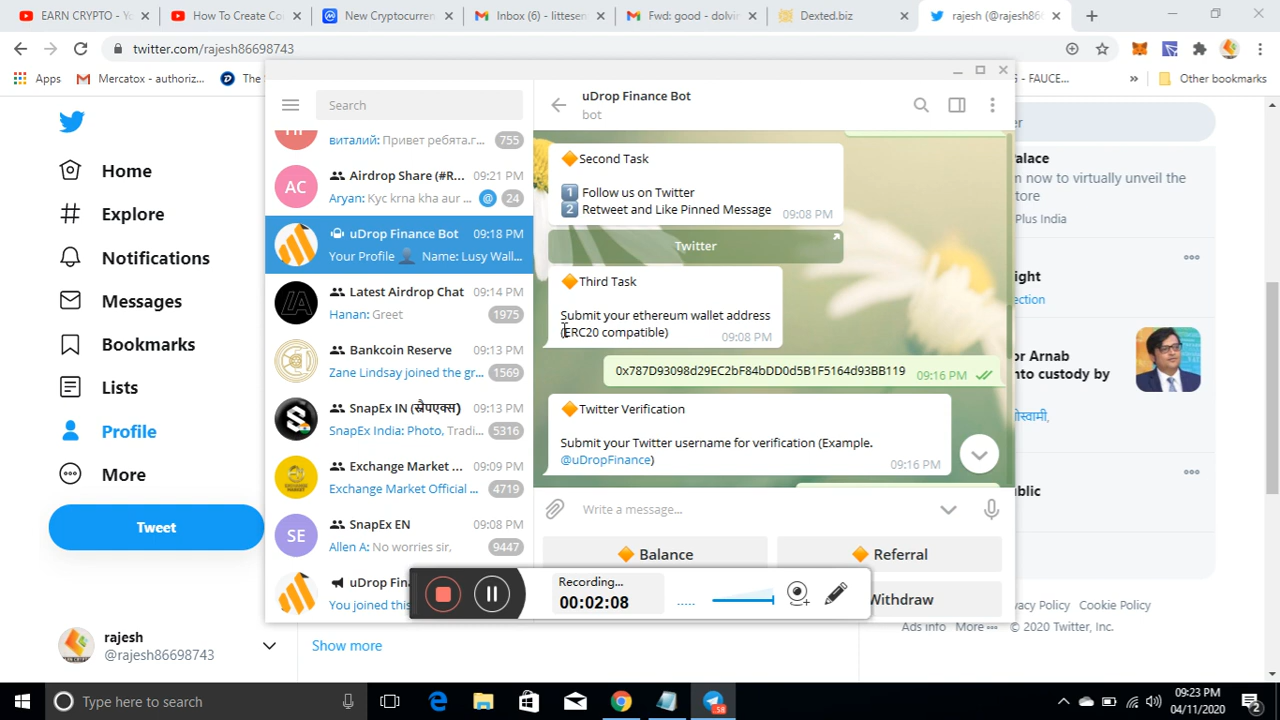 EARN CRYPTO - Yo
How To Create Co
New Cryptocurren
Inbox (6) - littesen
Fwd: good - dolvin
Dexted.biz
rajesh (@rajesh86
twitter.com/rajesh86698743
Apps
Mercatox - authoriz...
The
G - FAUCE...
Other bookmarks
Home
Explore
Notifications
Messages
Bookmarks
Lists
Profile
More
Tweet
rajesh
@rajesh86698743
Show more
Search
виталий: Привет ребята.г...
755
AC
Airdrop Share (#R...
09:21 PM
Aryan: Kyc krna kha aur ...
@
24
uDrop Finance Bot
09:18 PM
Your Profile 👤 Name: Lusy Wall...
Latest Airdrop Chat
09:14 PM
Hanan: Greet
1975
Bankcoin Reserve
09:13 PM
Zane Lindsay joined the gr...
1569
SnapEx IN (स्नैपएक्स)
09:13 PM
SnapEx India: Photo, Tradi...
5316
Exchange Market ...
09:09 PM
Exchange Market Official ...
4719
SE
SnapEx EN
09:08 PM
Allen A: No worries sir,
9447
uDrop Fin
You joined this
uDrop Finance Bot
bot
🔶Second Task
1 Follow us on Twitter
2 Retweet and Like Pinned Message
09:08 PM
Twitter
🔶Third Task
Submit your ethereum wallet address
(ERC20 compatible)
09:08 PM
0x787D93098d29EC2bF84bDD0d5B1F5164d93BB119
09:16 PM
🔶Twitter Verification
Submit your Twitter username for verification (Example.
@uDropFinance)
09:16 PM
Write a message...
🔶 Balance
🔶 Referral
Withdraw
Recording...
00:02:08
er
alace
m now to virtually unveil the
tore
Plus India
ight
ection
or Arnab
nto custody by
ublic
vacy Policy Cookie Policy
Ads info More © 2020 Twitter, Inc.
Type here to search
58
09:23 PM
04/11/2020
2